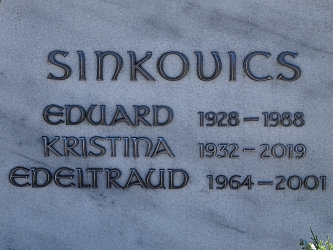 SINKOVICS
EDUARD 1928–1988
KRISTINA 1932–2019
EDELTRAUD 1964–2001